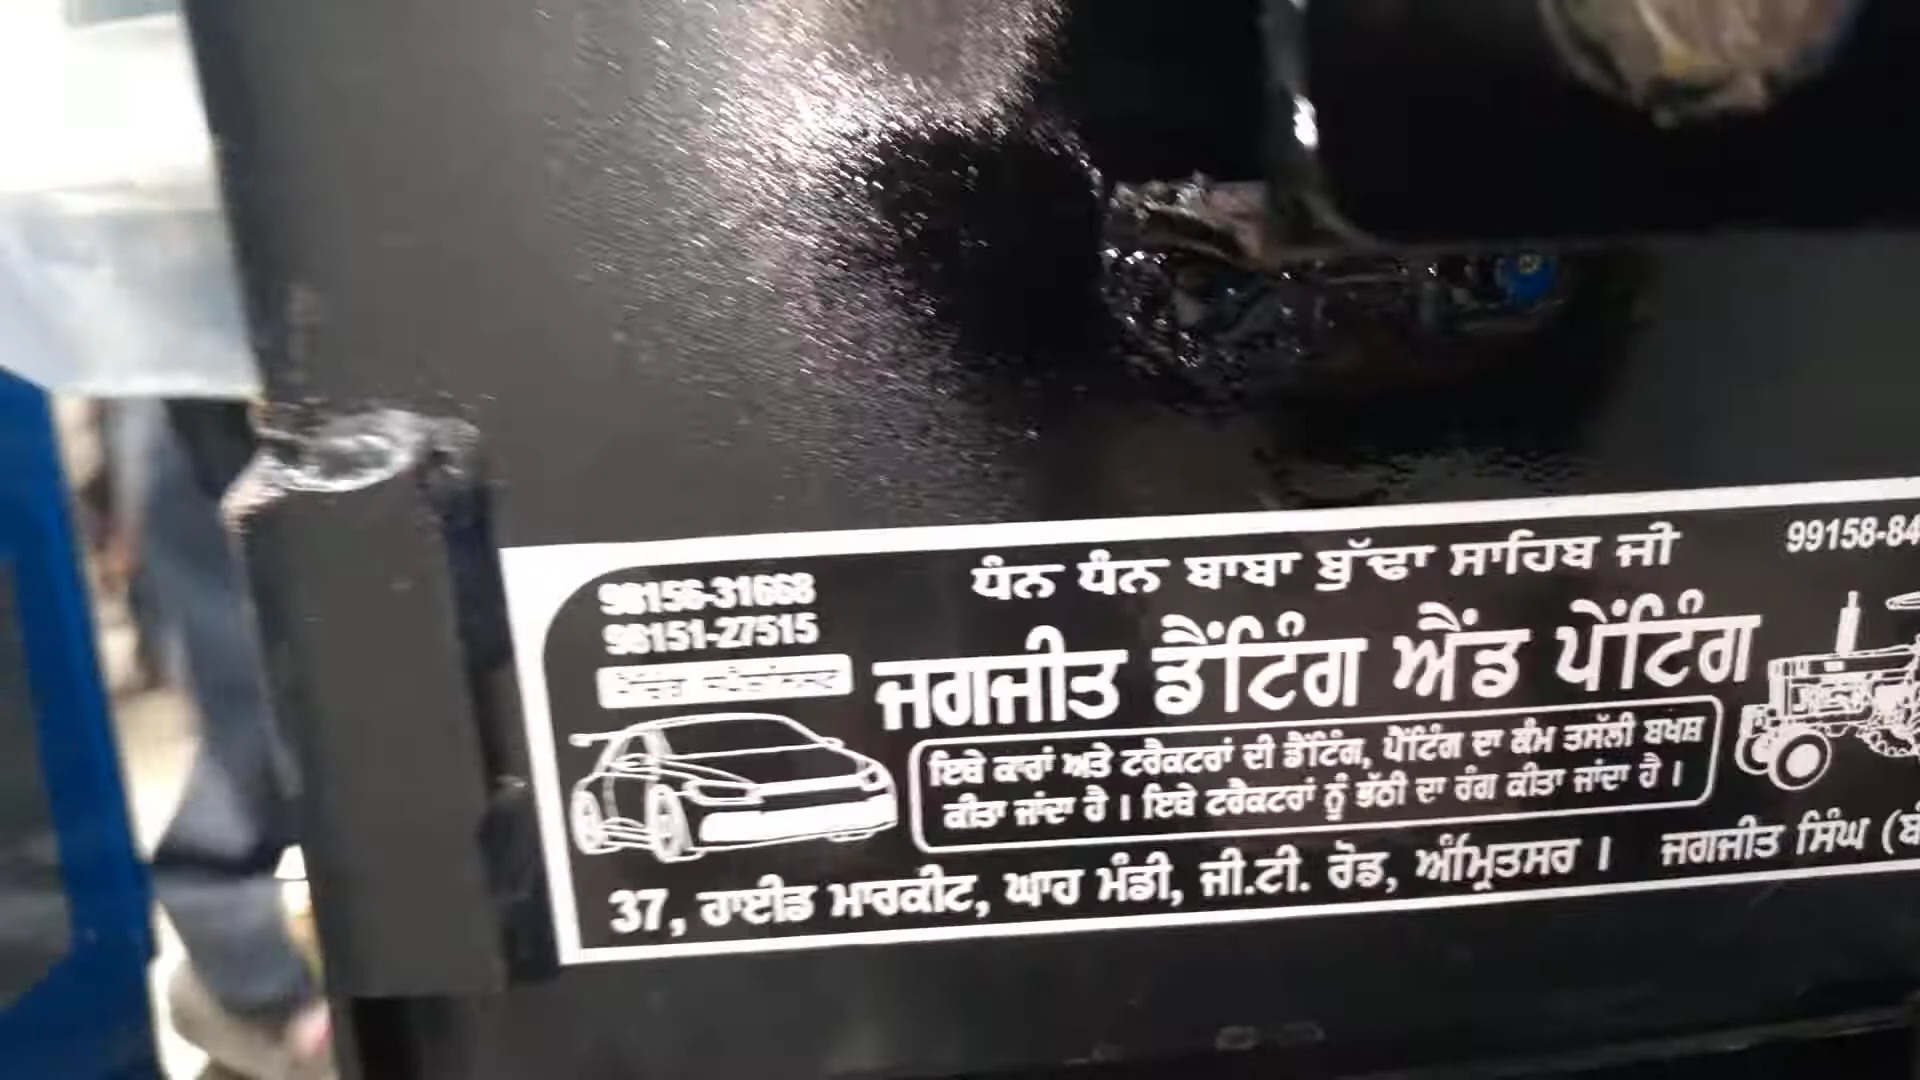 98156-31668
98151-27515
ਧੰਨ ਧੰਨ ਬਾਬਾ ਬੁੱਢਾ ਸਾਹਿਬ ਜੀ
99158-84
ਜਗਜੀਤ ਡੈਂਟਿੰਗ ਐਂਡ ਪੇਂਟਿੰਗ
ਇਥੇ ਕਾਰਾਂ ਅਤੇ ਟਰੈਕਟਰਾਂ ਦੀ ਡੈਂਟਿੰਗ, ਪੈਂਟਿੰਗ ਦਾ ਕੰਮ ਤਸੱਲੀ ਬਖਸ਼
ਕੀਤਾ ਜਾਂਦਾ ਹੈ । ਇਥੇ ਟਰੈਕਟਰਾਂ ਨੂੰ ਭੱਠੀ ਦਾ ਰੰਗ ਕੀਤਾ ਜਾਂਦਾ ਹੈ ।
37, ਹਾਈਡ ਮਾਰਕੀਟ, ਘਾਹ ਮੰਡੀ, ਜੀ.ਟੀ. ਰੋਡ, ਅੰਮ੍ਰਿਤਸਰ । ਜਗਜੀਤ ਸਿੰਘ